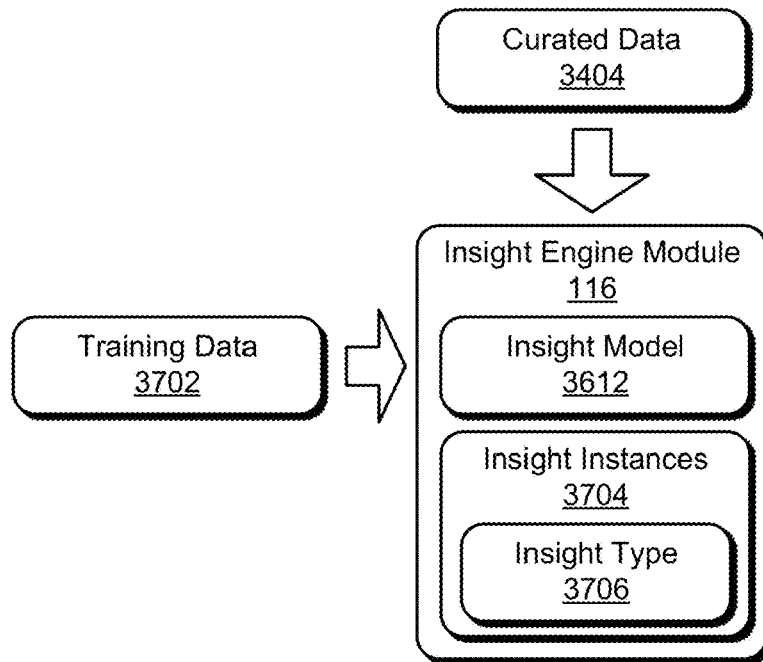 Curated Data
3404
Insight Engine Module
116
Training Data
3702
Insight Model
3612
Insight Instances
3704
Insight Type
3706